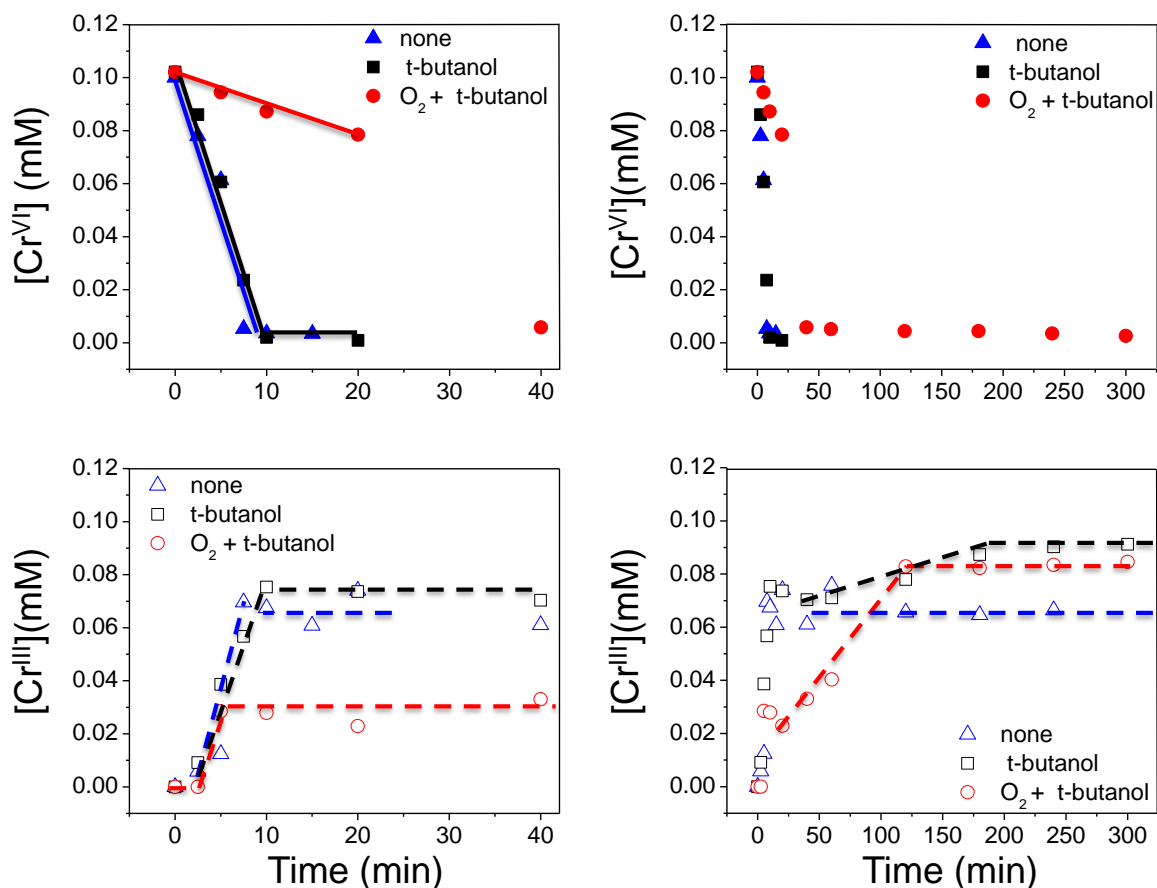 0.12
0.10
0.08
0.06
0.04
0.02
0.00
[Cr^VI] (mM)
none
t-butanol
O₂ + t-butanol
0 10 20 30 40
0.12
0.10
0.08
0.06
0.04
0.02
0.00
[Cr^VI](mM)
none
t-butanol
O₂ + t-butanol
0 50 100 150 200 250 300
0.12
0.10
0.08
0.06
0.04
0.02
0.00
[Cr^III](mM)
none
t-butanol
O₂ + t-butanol
0 10 20 30 40
Time (min)
0.12
0.10
0.08
0.06
0.04
0.02
0.00
[Cr^III](mM)
none
t-butanol
O₂ + t-butanol
0 50 100 150 200 250 300
Time (min)